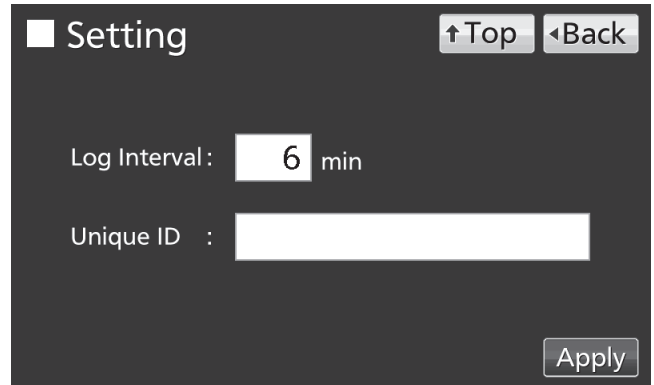 Setting
↑Top
◂Back
Log Interval : 6 min
Unique ID :
Apply